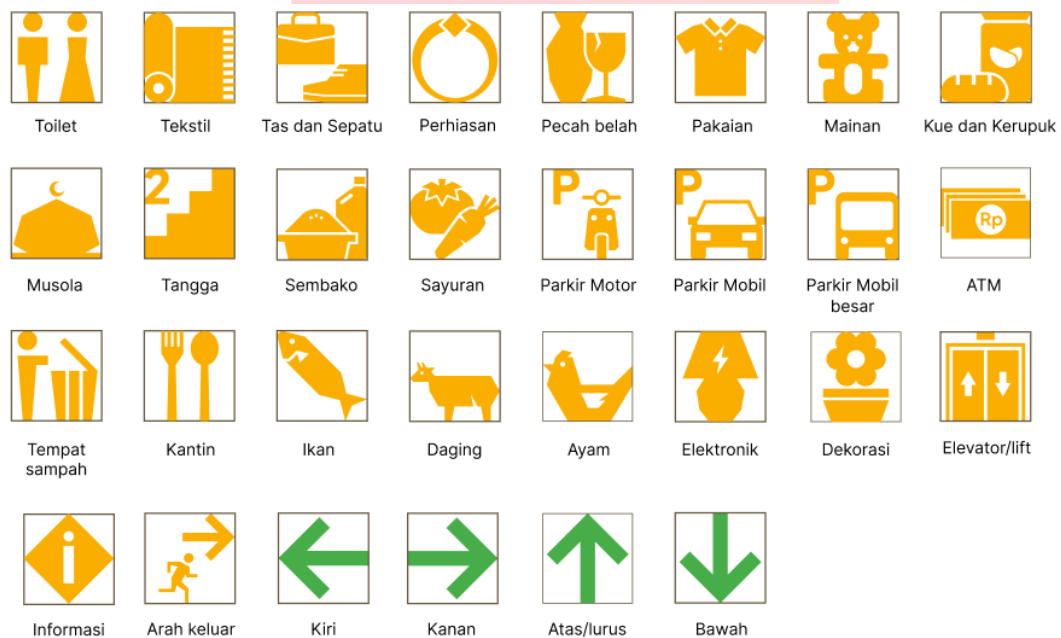 Toilet
Tekstil
Tas dan Sepatu
Perhiasan
Pecah belah
Pakaian
Mainan
Kue dan Kerupuk
2
P
P
P
Rp
Musola
Tangga
Sembako
Sayuran
Parkir Motor
Parkir Mobil
Parkir Mobil
besar
ATM
Tempat
sampah
Kantin
Ikan
Daging
Ayam
Elektronik
Dekorasi
Elevator/lift
i
Informasi
Arah keluar
Kiri
Kanan
Atas/lurus
Bawah